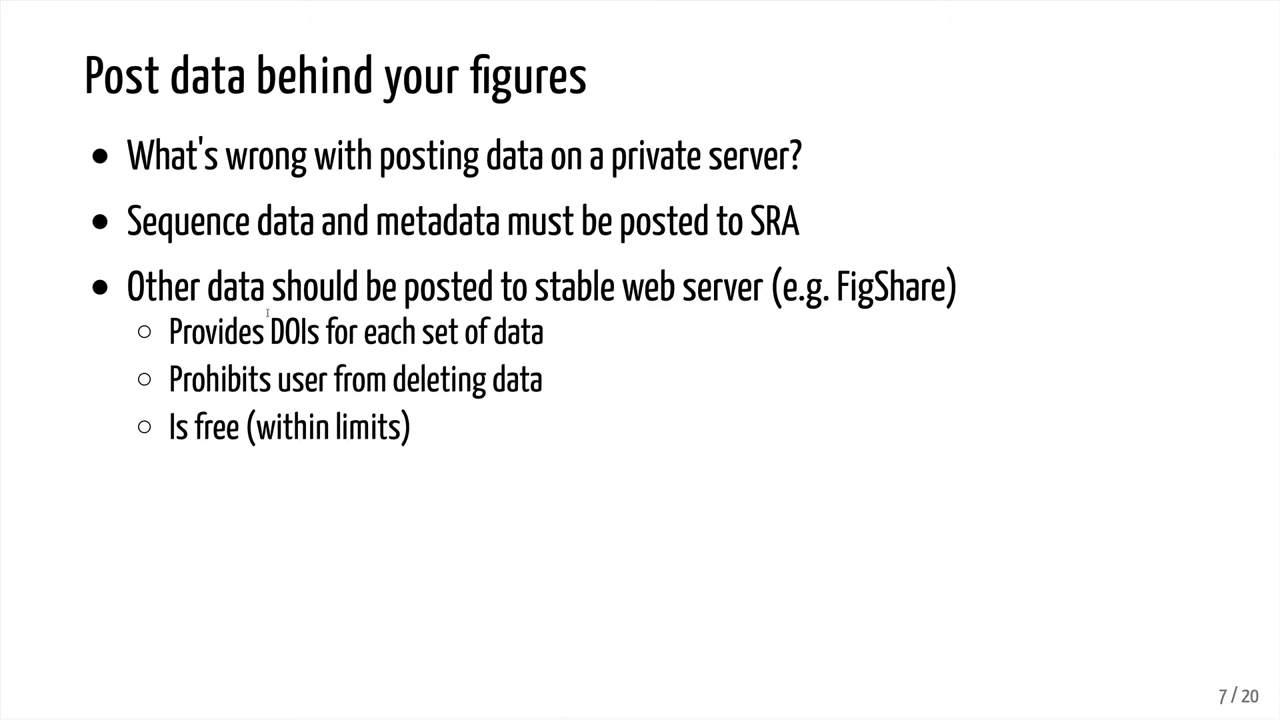 Post data behind your figures
• What's wrong with posting data on a private server?
• Sequence data and metadata must be posted to SRA
• Other data should be posted to stable web server (e.g. FigShare)
○ Provides DOIs for each set of data
○ Prohibits user from deleting data
○ Is free (within limits)
7 / 20